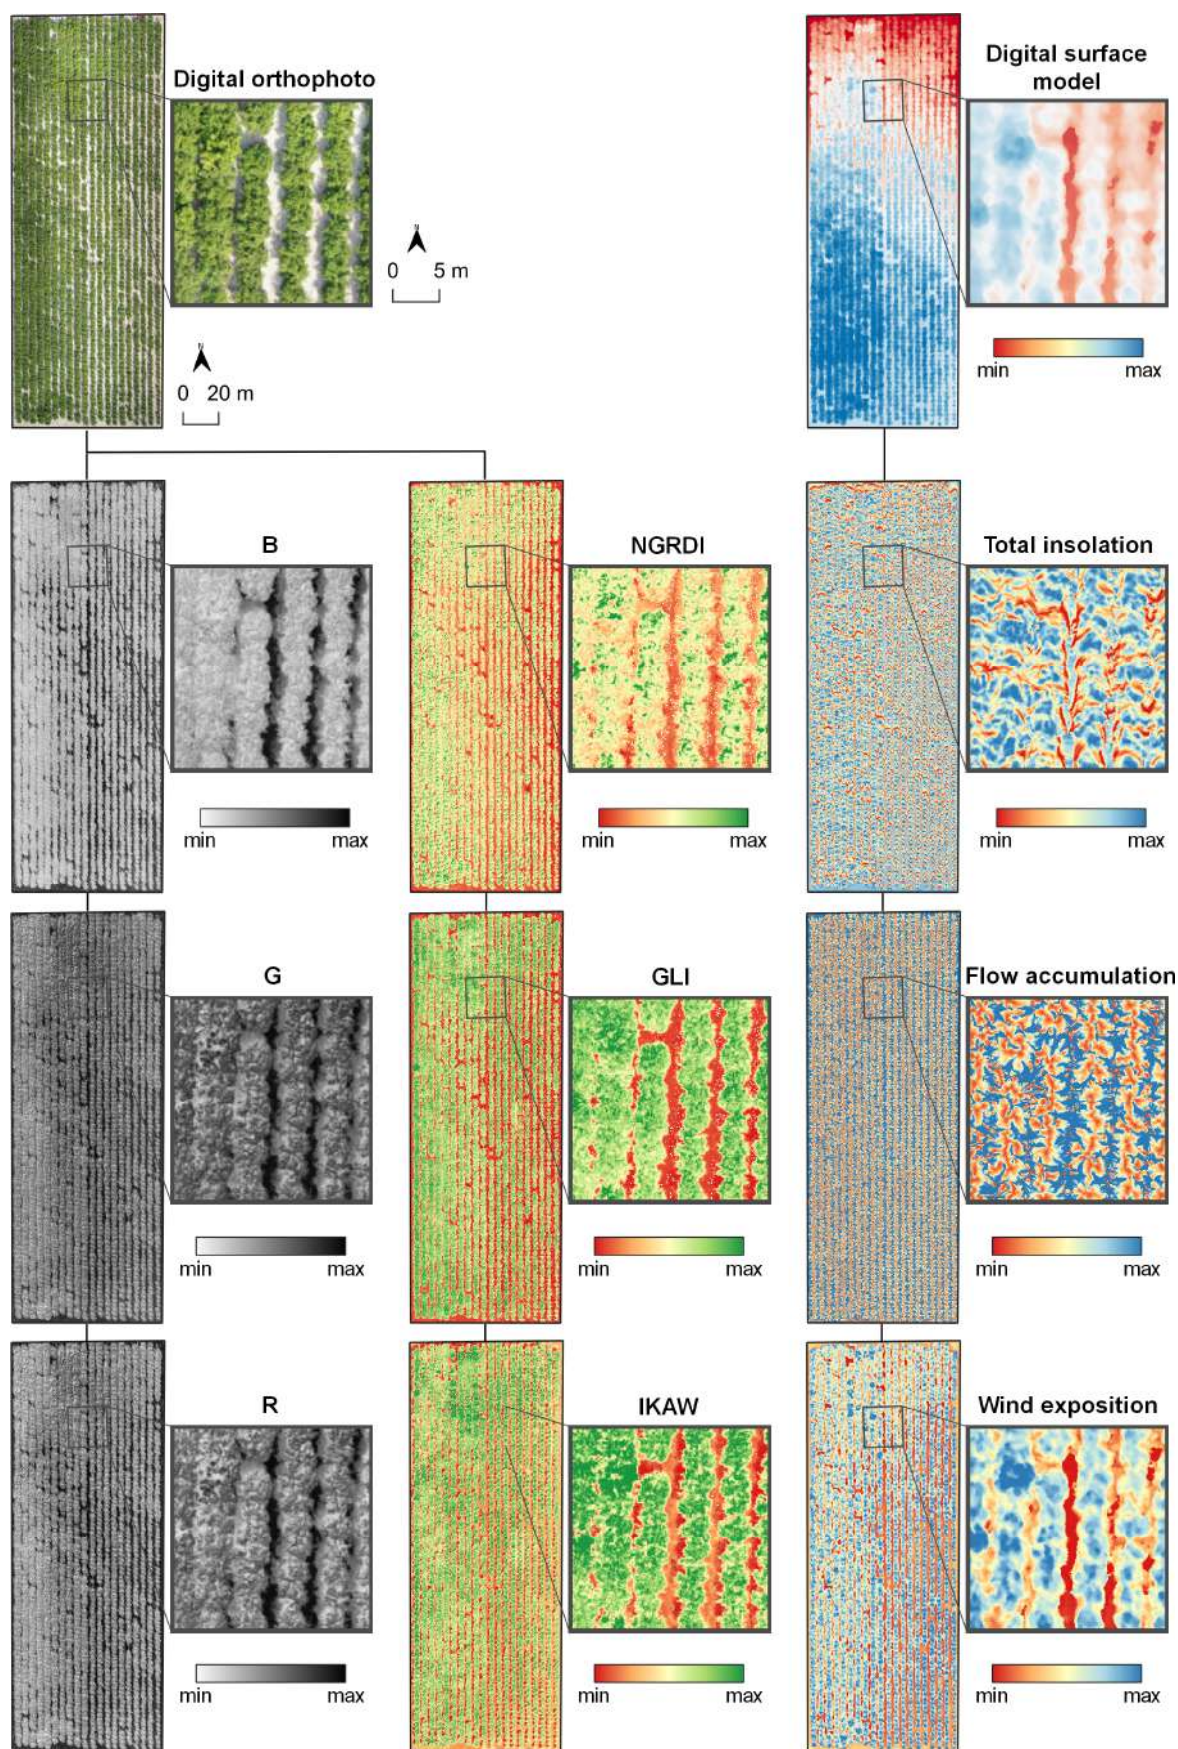 Digital orthophoto
N
0 5 m
N
0 20 m
Digital surface
model
min max
B
min max
NGRDI
min max
Total insolation
min max
G
min max
GLI
min max
Flow accumulation
min max
R
min max
IKAW
min max
Wind exposition
min max